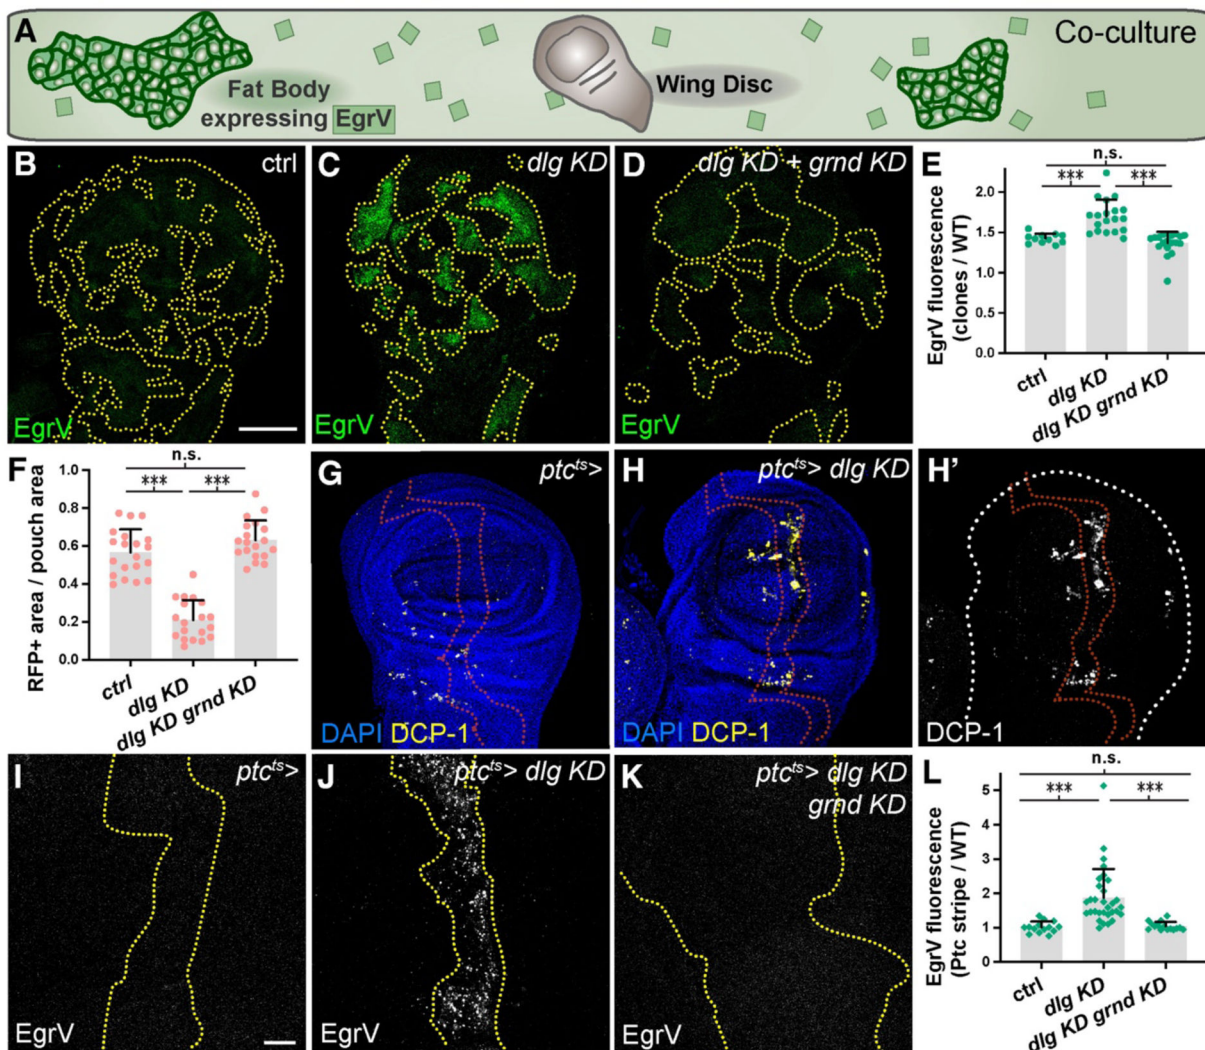 A
Co-culture
Fat Body
expressing EgrV
Wing Disc
B
ctrl
EgrV
C
dlg KD
EgrV
D
dlg KD + grnd KD
EgrV
E
n.s.
***
***
EgrV fluorescence
(clones / WT)
2.0
1.5
1.0
0.5
0.0
ctrl
dlg KD
dlg KD grnd KD
F
n.s.
***
***
RFP+ area / pouch area
1.0
0.8
0.6
0.4
0.2
0.0
ctrl
dlg KD
dlg KD grnd KD
G
ptcts>
DAPI DCP-1
H
ptcts> dlg KD
DAPI DCP-1
H'
DCP-1
I
ptcts>
EgrV
J
ptcts> dlg KD
EgrV
K
ptcts> dlg KD
grnd KD
EgrV
L
n.s.
***
***
EgrV fluorescence
(Ptc stripe / WT)
5
4
3
2
1
0
ctrl
dlg KD
dlg KD grnd KD